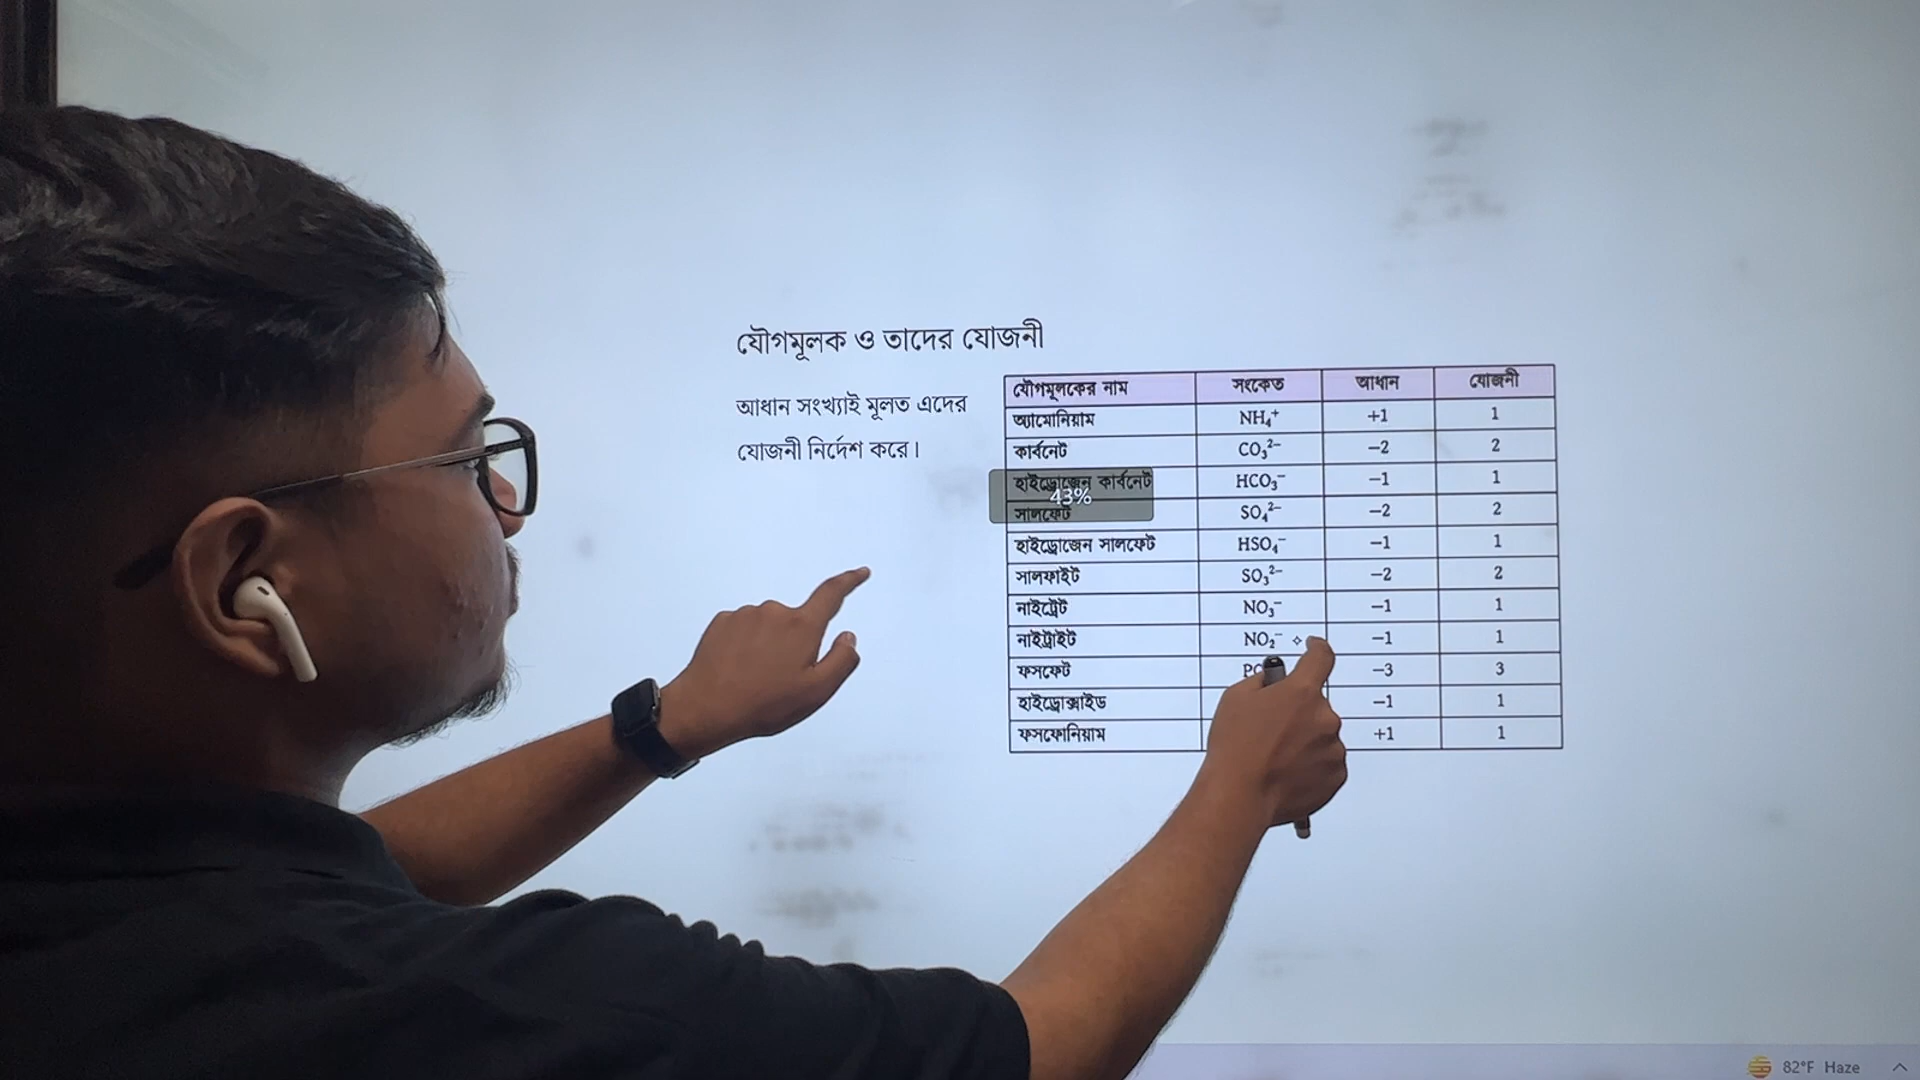 যৌগমূলক ও তাদের যোজনী
আধান সংখ্যাই মূলত এদের
যোজনী নির্দেশ করে।
যৌগমূলকের নাম সংকেত আধান যোজনী
অ্যামোনিয়াম NH₄⁺ +1 1
কার্বনেট CO₃²⁻ −2 2
হাইড্রোজেন কার্বনেট HCO₃⁻ −1 1
43%
সালফেট SO₄²⁻ −2 2
হাইড্রোজেন সালফেট HSO₄⁻ −1 1
সালফাইট SO₃²⁻ −2 2
নাইট্রেট NO₃⁻ −1 1
নাইট্রাইট NO₂⁻ −1 1
ফসফেট −3 3
হাইড্রোক্সাইড −1 1
ফসফোনিয়াম +1 1
82°F Haze